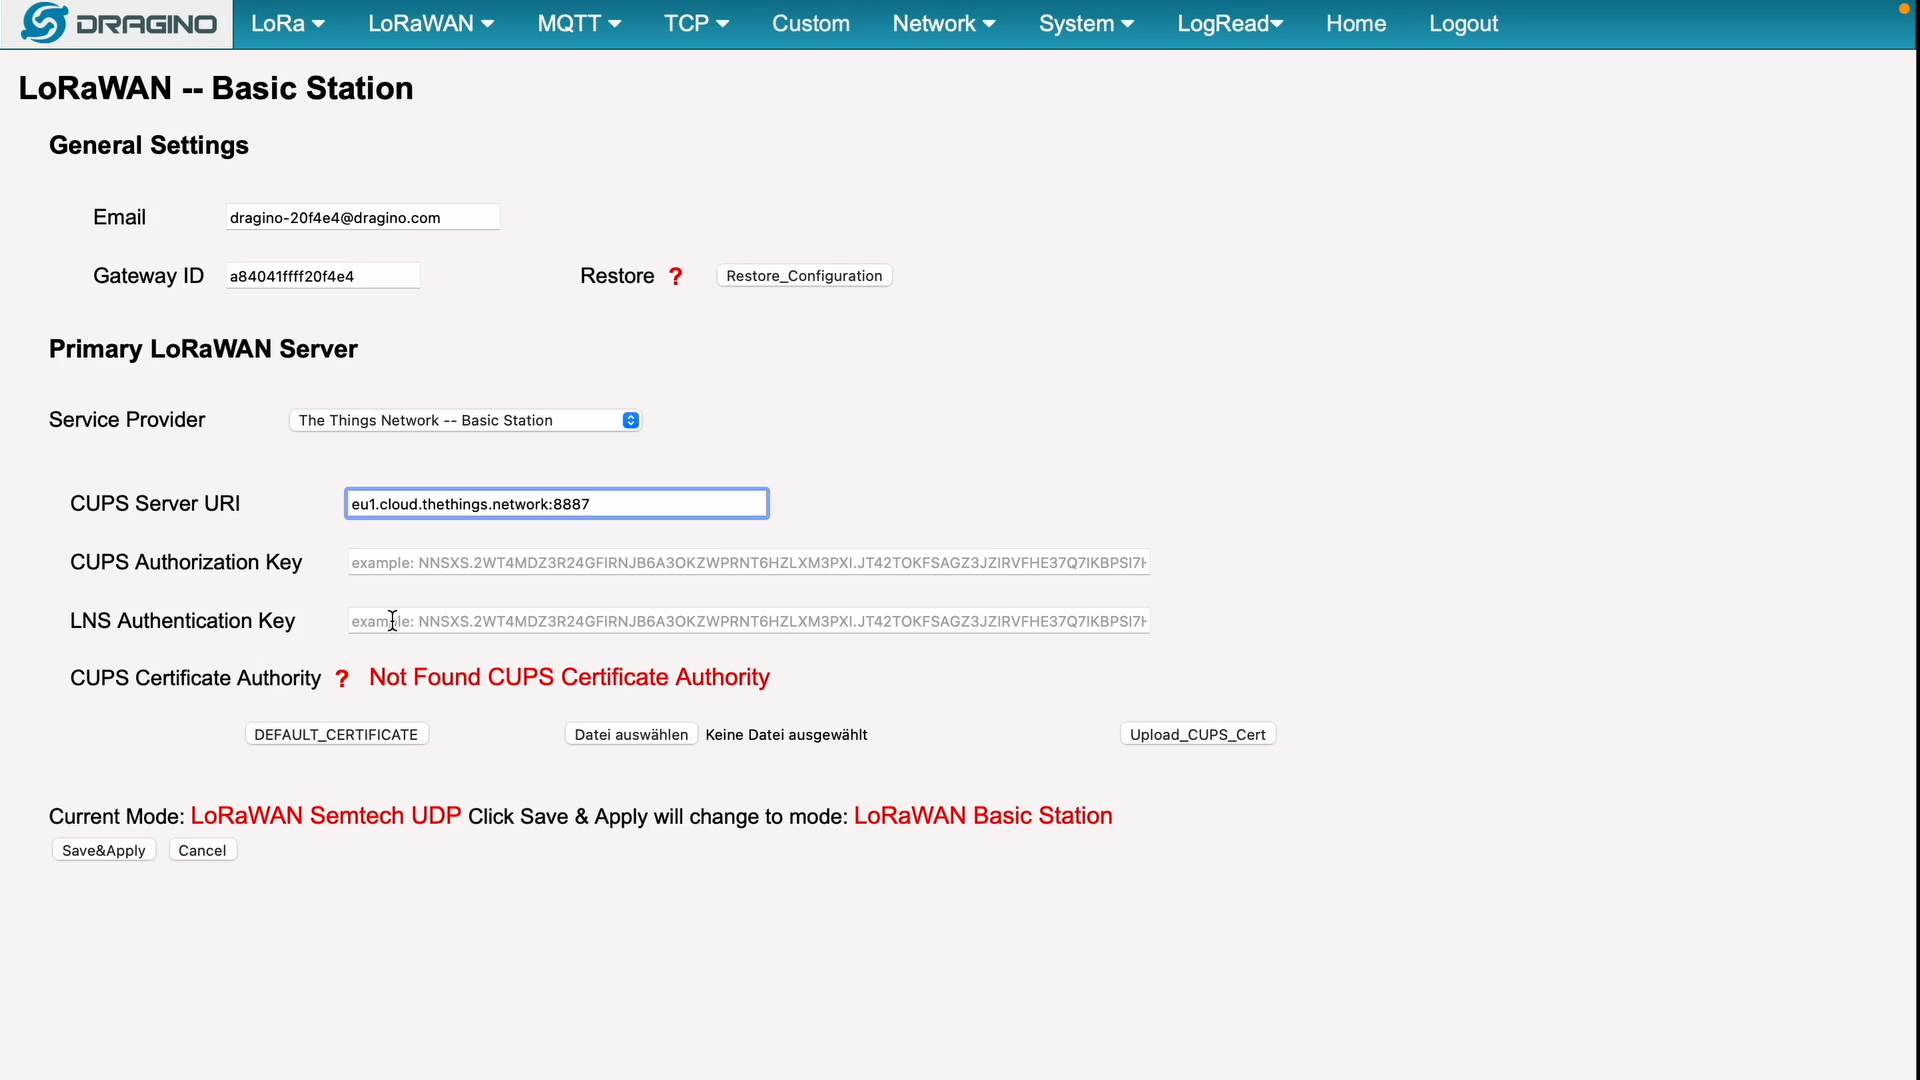 DRAGINO LoRa LoRaWAN MQTT TCP Custom Network System LogRead Home Logout
LoRaWAN -- Basic Station
General Settings
Email dragino-20f4e4@dragino.com
Gateway ID a84041ffff20f4e4 Restore ? Restore_Configuration
Primary LoRaWAN Server
Service Provider The Things Network -- Basic Station
CUPS Server URI eu1.cloud.thethings.network:8887
CUPS Authorization Key example: NNSXS.2WT4MDZ3R24GFIRNJB6A3OKZWPRNT6HZLXM3PXI.JT42TOKFSAGZ3JZIRVFHE37Q7IKBPSI7H
LNS Authentication Key example: NNSXS.2WT4MDZ3R24GFIRNJB6A3OKZWPRNT6HZLXM3PXI.JT42TOKFSAGZ3JZIRVFHE37Q7IKBPSI7H
CUPS Certificate Authority ? Not Found CUPS Certificate Authority
DEFAULT_CERTIFICATE Datei auswählen Keine Datei ausgewählt Upload_CUPS_Cert
Current Mode: LoRaWAN Semtech UDP Click Save & Apply will change to mode: LoRaWAN Basic Station
Save&Apply Cancel